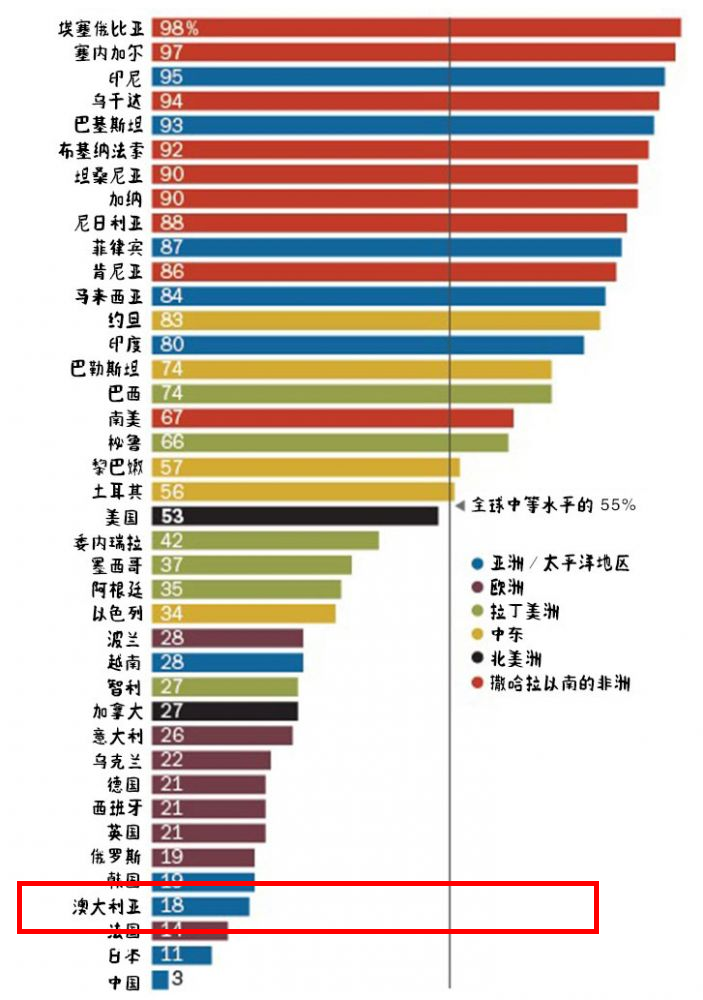 埃塞俄比亚 98%
塞内加尔 97
印尼 95
乌干达 94
巴基斯坦 93
布基纳法索 92
坦桑尼亚 90
加纳 90
尼日利亚 88
菲律宾 87
肯尼亚 86
马来西亚 84
约旦 83
印度 80
巴勒斯坦 74
巴西 74
南美 67
秘鲁 66
黎巴嫩 57
土耳其 56
全球中等水平的 55%
美国 53
委内瑞拉 42
墨西哥 37
阿根廷 35
以色列 34
波兰 28
越南 28
智利 27
加拿大 27
意大利 26
乌克兰 22
德国 21
西班牙 21
英国 21
俄罗斯 19
韩国 19
澳大利亚 18
法国 14
日本 11
中国 3
亚洲 / 太平洋地区
欧洲
拉丁美洲
中东
北美洲
撒哈拉以南的非洲